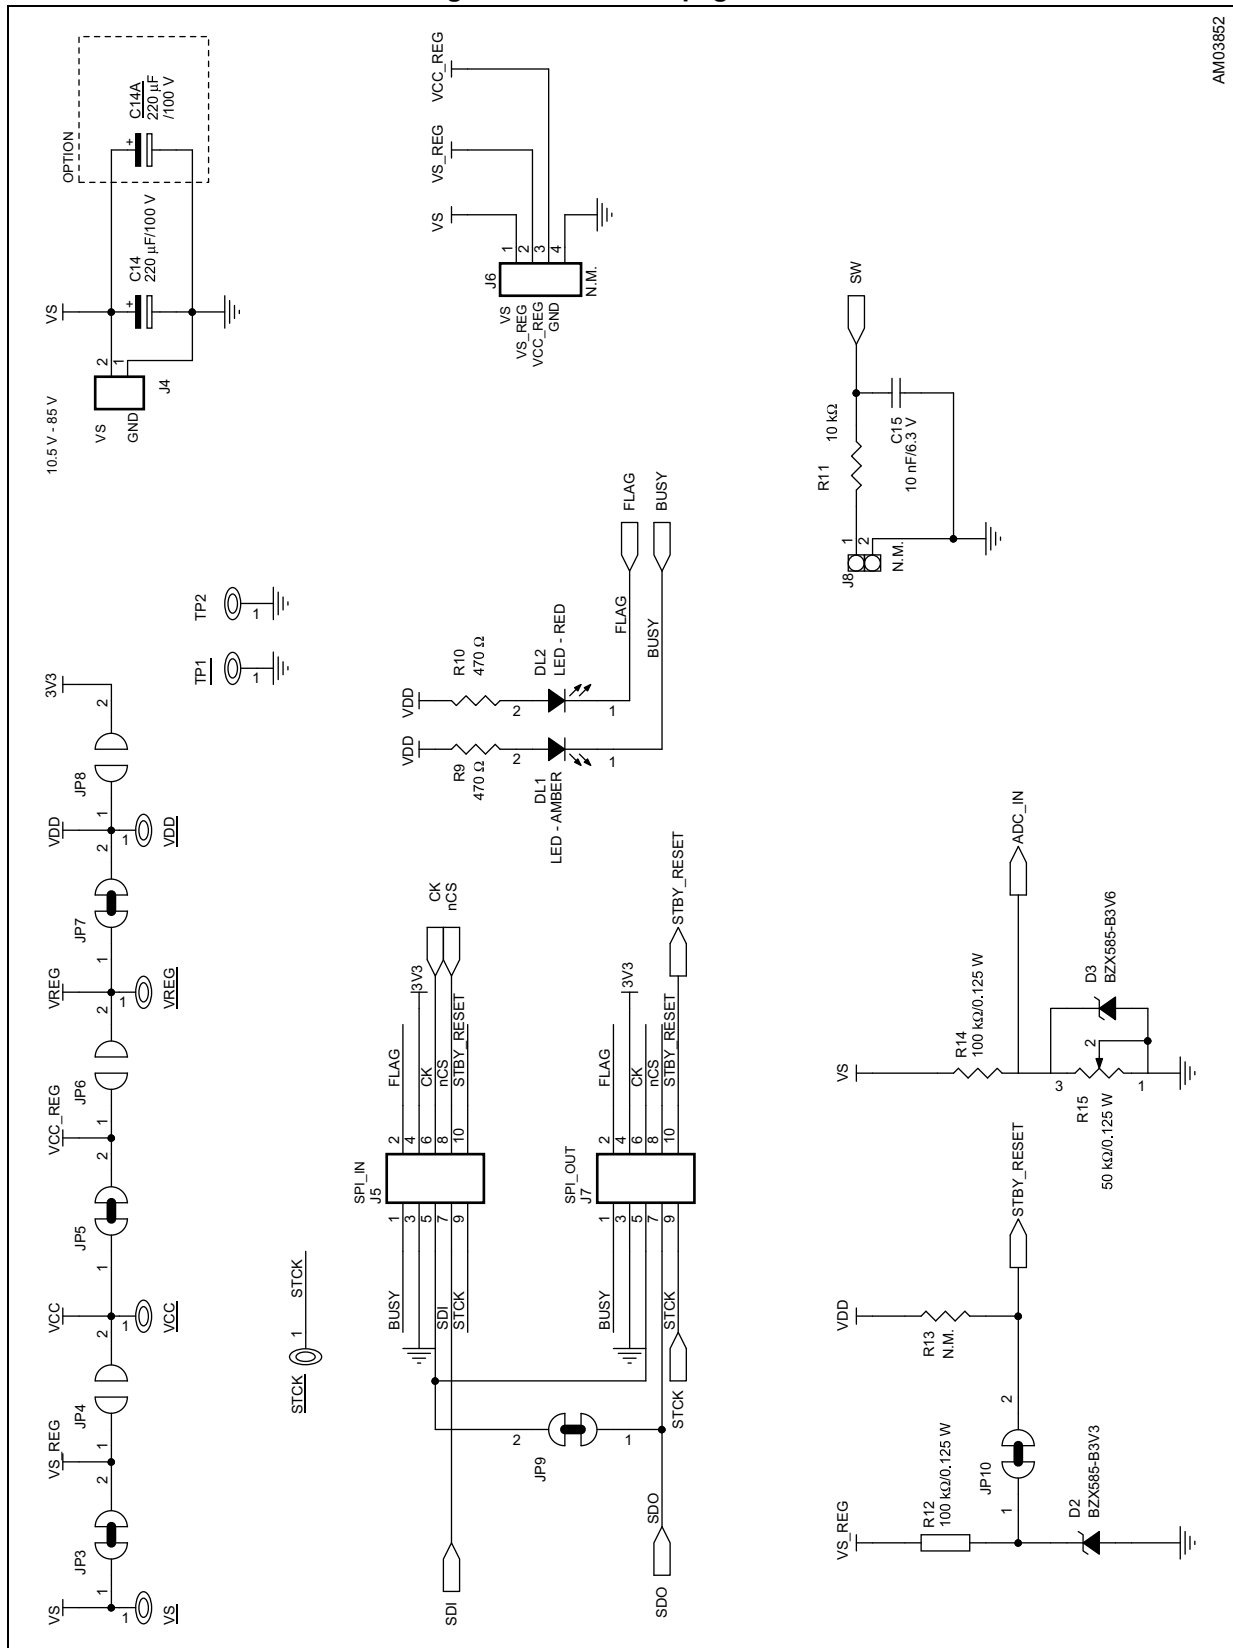 AM03852
OPTION
C14A
220 µF
/100 V
+
C14
220 µF/100 V
+
VS
2
1
J4
VS
GND
10.5 V - 85 V
VCC_REG
VS_REG
VS
J6
1
2
3
4
N.M.
VS
VS_REG
VCC_REG
GND
SW
10 kΩ
R11
C15
10 nF/6.3 V
J8
1
2
N.M.
TP2
1
TP1
1
VDD
R10
470 Ω
2
DL2
LED - RED
1
FLAG
FLAG
VDD
R9
470 Ω
2
DL1
LED - AMBER
1
BUSY
BUSY
VS
1
VS
JP3
1
2
VS_REG
JP4
1
2
VCC
1
VCC
JP5
1
2
VCC_REG
JP6
1
2
VREG
1
VREG
JP7
1
2
VDD
1
VDD
JP8
1
2
3V3
STCK
1
STCK
SPI_IN
J5
1
3
5
7
9
2
4
6
8
10
BUSY
SDI
STCK
FLAG
3V3
CK
nCS
STBY_RESET
CK
nCS
SDI
SPI_OUT
J7
1
3
5
7
9
2
4
6
8
10
BUSY
STCK
FLAG
3V3
CK
nCS
STBY_RESET
STBY_RESET
STCK
JP9
2
1
SDO
SDO
VS_REG
R12
100 kΩ/0.125 W
JP10
1
2
D2
BZX585-B3V3
VDD
R13
N.M.
STBY_RESET
VS
R14
100 kΩ/0.125 W
ADC_IN
3
2
1
R15
50 kΩ/0.125 W
D3
BZX585-B3V6